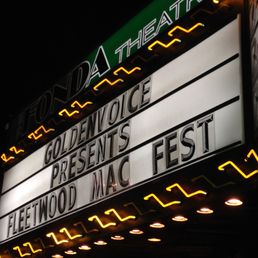 FONDA THEATRE
GOLDENVOICE
PRESENTS
FLEETWOOD MAC FEST